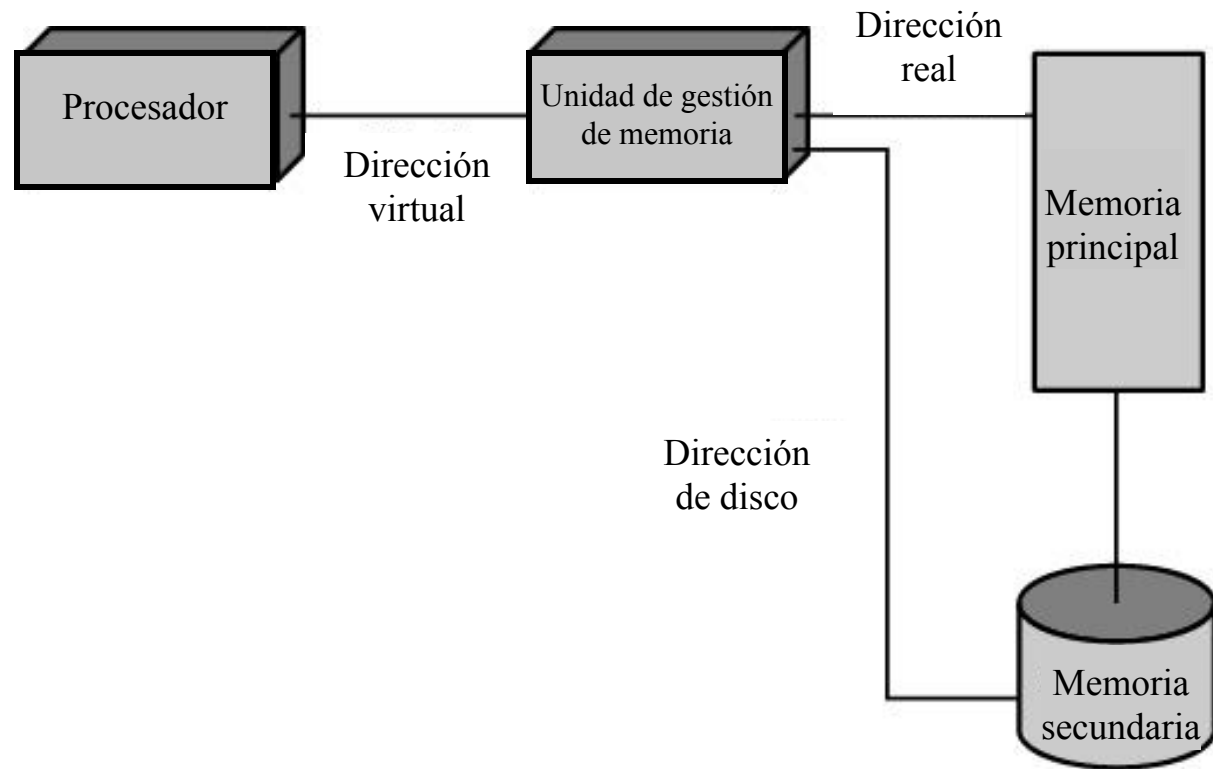 Procesador
Dirección
virtual
Unidad de gestión
de memoria
Dirección
real
Memoria
principal
Dirección
de disco
Memoria
secundaria